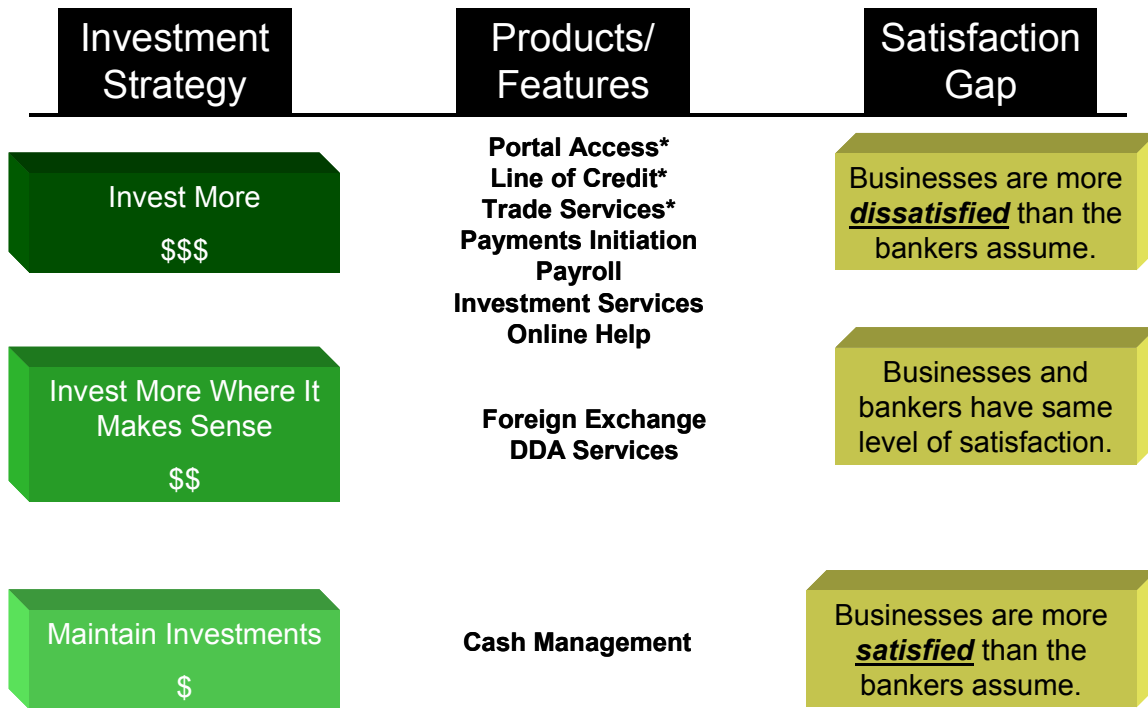 Investment
Strategy
Products/
Features
Satisfaction
Gap
Invest More
$$$
Portal Access*
Line of Credit*
Trade Services*
Payments Initiation
Payroll
Investment Services
Online Help
Businesses are more
dissatisfied than the
bankers assume.
Invest More Where It
Makes Sense
$$
Foreign Exchange
DDA Services
Businesses and
bankers have same
level of satisfaction.
Maintain Investments
$
Cash Management
Businesses are more
satisfied than the
bankers assume.